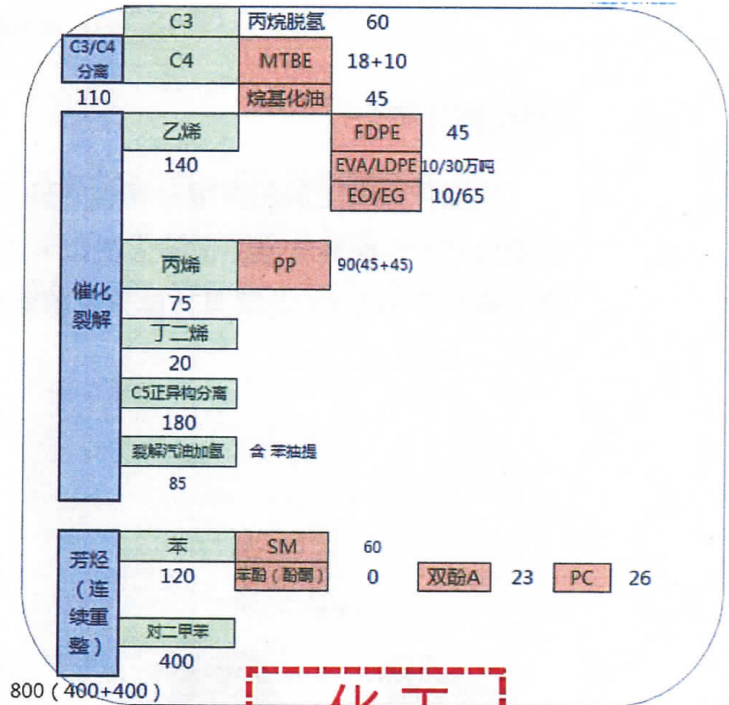 C3 丙烷脱氢 60
C3/C4
分离 C4 MTBE 18+10
110 烷基化油 45
乙烯 FDPE 45
140 EVA/LDPE 10/30万吨
EO/EG 10/65
丙烯 PP 90(45+45)
催化
裂解
75
丁二烯
20
C5正异构分离
180
裂解汽油加氢 含 苯抽提
85
芳烃
(连
续重
整)
苯 SM 60
120 苯酚(酚酮) 0 双酚A 23 PC 26
对二甲苯
400
800(400+400)
化工